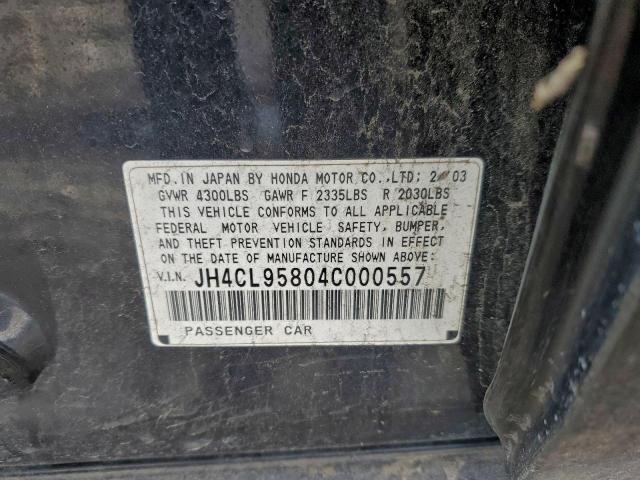 MFD. IN JAPAN BY HONDA MOTOR CO., LTD: 2 03
GVWR 4300LBS GAWR F 2335LBS R 2030LBS
THIS VEHICLE CONFORMS TO ALL APPLICABLE
FEDERAL MOTOR VEHICLE SAFETY, BUMPER,
AND THEFT PREVENTION STANDARDS IN EFFECT
ON THE DATE OF MANUFACTURE SHOWN ABOVE:
V.I.N. JH4CL95804C000557
PASSENGER CAR